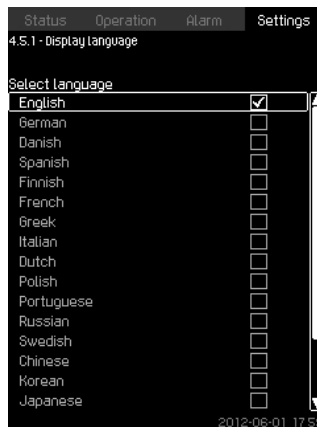 Status Operation Alarm Settings
4.5.1 - Display language
Select language
English
German
Danish
Spanish
Finnish
French
Greek
Italian
Dutch
Polish
Portuguese
Russian
Swedish
Chinese
Korean
Japanese
2012-06-01